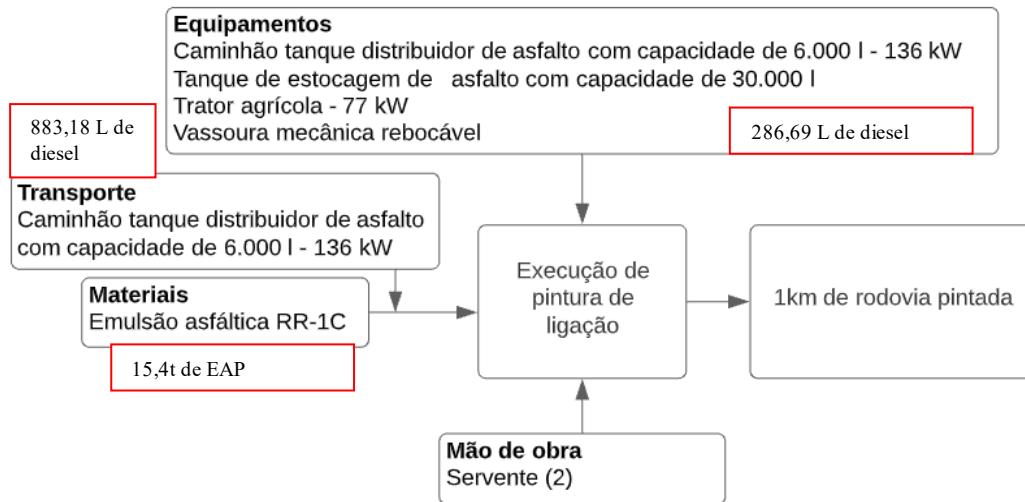 Equipamentos
Caminhão tanque distribuidor de asfalto com capacidade de 6.000 l - 136 kW
Tanque de estocagem de asfalto com capacidade de 30.000 l
Trator agrícola - 77 kW
Vassoura mecânica rebocável
286,69 L de diesel
883,18 L de
diesel
Transporte
Caminhão tanque distribuidor de asfalto
com capacidade de 6.000 l - 136 kW
Materiais
Emulsão asfáltica RR-1C
15,4t de EAP
Execução de
pintura de
ligação
1km de rodovia pintada
Mão de obra
Servente (2)